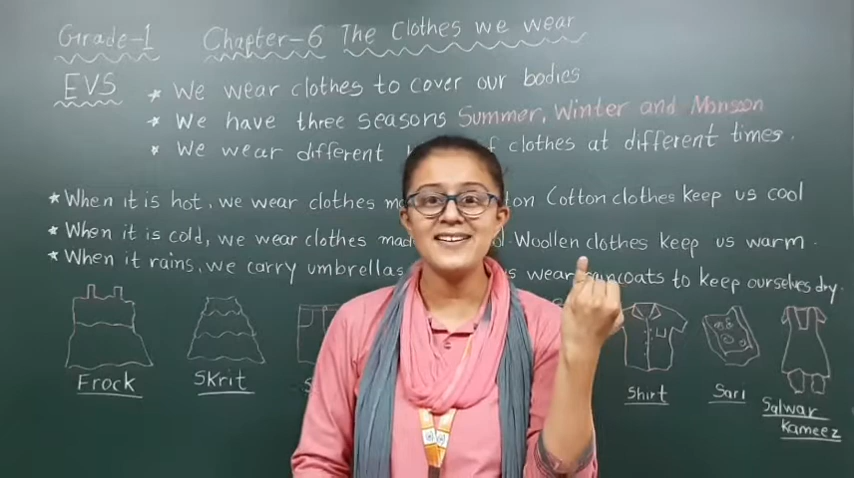 Grade-1 Chapter-6 The Clothes we wear
EVS
* We wear clothes to cover our bodies
* We have three seasons Summer, Winter and Monsoon
* We wear different of clothes at different times.
* When it is hot, we wear clothes Cotton clothes keep us cool
* When it is cold, we wear clothes Woollen clothes keep us warm.
* When it rains, we carry umbrellas wear raincoats to keep ourselves dry.
Frock
Skrit
Shirt
Sari
Salwar
Kameez